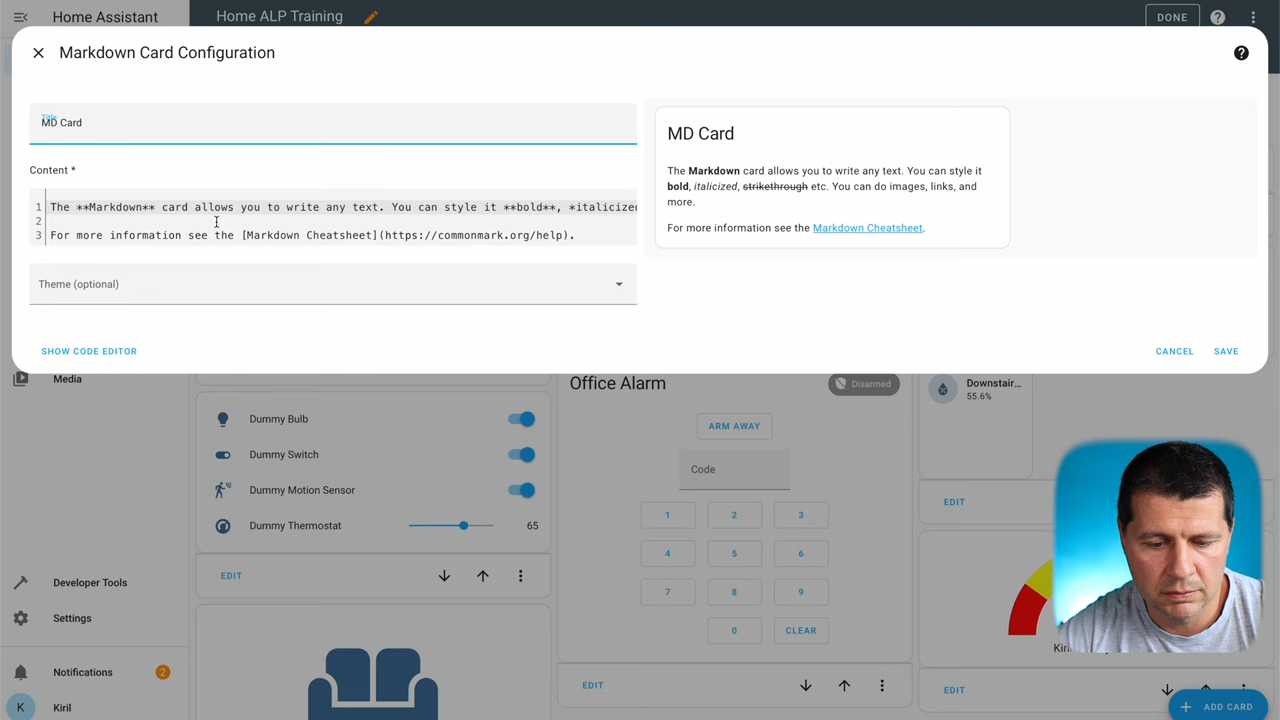 Home Assistant
Home ALP Training
DONE
Markdown Card Configuration
Title
MD Card
Content *
1 The **Markdown** card allows you to write any text. You can style it **bold**, *italicized
2
3 For more information see the [Markdown Cheatsheet](https://commonmark.org/help).
Theme (optional)
SHOW CODE EDITOR
MD Card
The Markdown card allows you to write any text. You can style it
bold, italicized, strikethrough etc. You can do images, links, and
more.
For more information see the Markdown Cheatsheet.
CANCEL
SAVE
Media
Developer Tools
Settings
Notifications
2
K
Kiril
Dummy Bulb
Dummy Switch
Dummy Motion Sensor
Dummy Thermostat
65
EDIT
Office Alarm
Disarmed
ARM AWAY
Code
1 2 3
4 5 6
7 8 9
0 CLEAR
EDIT
Downstair...
55.6%
EDIT
EDIT
ADD CARD